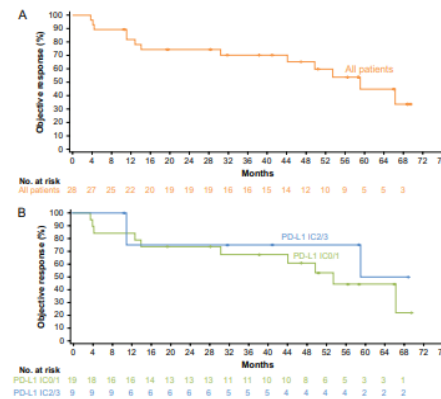 A
Objective response (%)
100
90
80
70
60
50
40
30
20
10
0
All patients
0 4 8 12 16 20 24 28 32 36 40 44 48 52 56 60 64 68 72
Months
No. at risk
All patients 28 27 25 22 20 19 19 19 16 16 15 14 12 10 9 5 5 3
B
Objective response (%)
100
90
80
70
60
50
40
30
20
10
0
PD-L1 IC2/3
PD-L1 IC0/1
0 4 8 12 16 20 24 28 32 36 40 44 48 52 56 60 64 68 72
Months
No. at risk
PD-L1 IC0/1 19 18 16 16 14 13 13 13 11 11 10 10 8 6 5 3 3 1
PD-L1 IC2/3 9 9 9 6 6 6 6 6 5 5 5 4 4 4 4 2 2 2